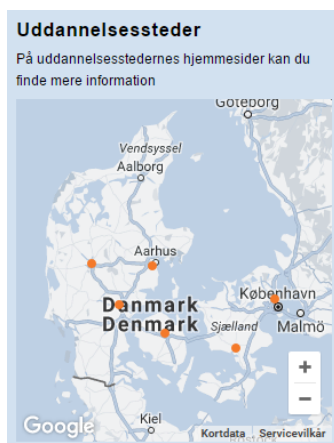 Uddannelsessteder
På uddannelsesstedernes hjemmesider kan du
finde mere information
Göteborg
Vendsyssel
Aalborg
Aarhus
Danmark
Denmark
København
Sjælland
Malmö
+
−
Kiel
Google
Kortdata
Servicevilkår